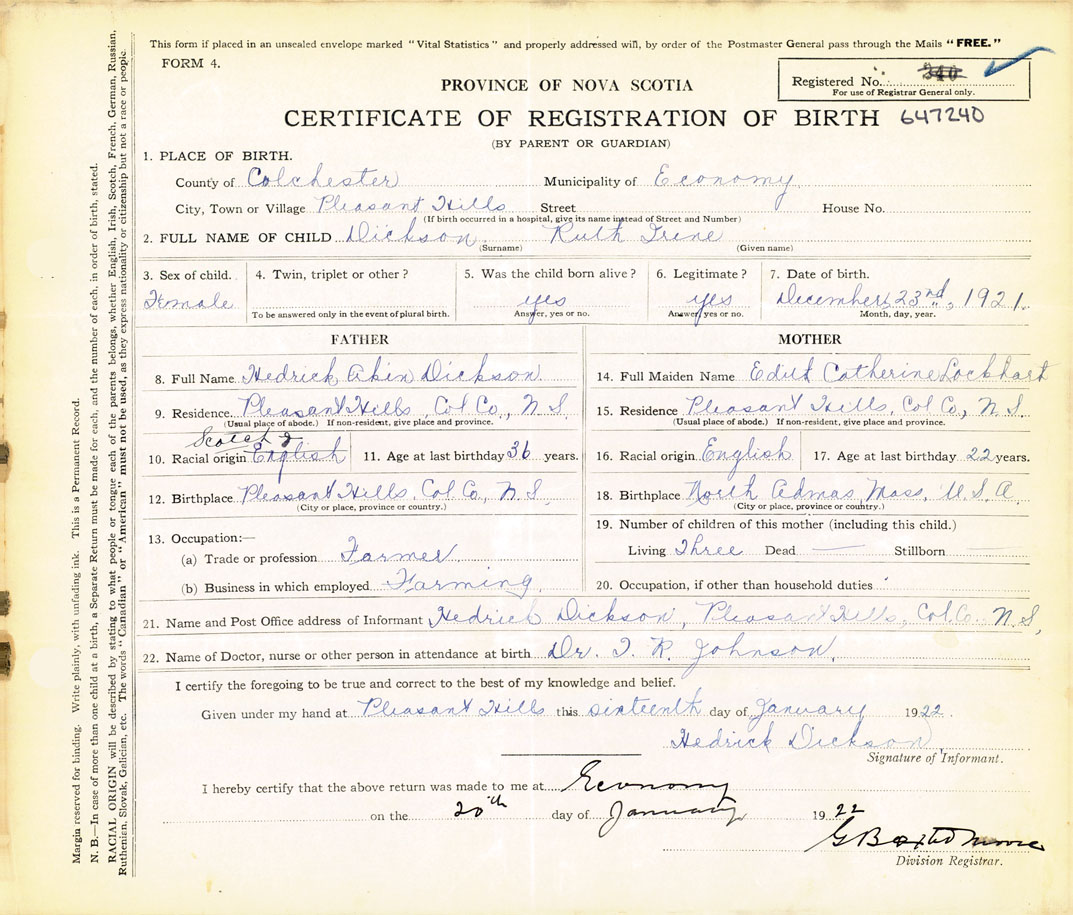 This form if placed in an unsealed envelope marked "Vital Statistics" and properly addressed will, by order of the Postmaster General pass through the Mails "FREE."
FORM 4.
Registered No. 340
For use of Registrar General only.
PROVINCE OF NOVA SCOTIA
CERTIFICATE OF REGISTRATION OF BIRTH 647240
(BY PARENT OR GUARDIAN)
1. PLACE OF BIRTH.
County of Colchester Municipality of Economy
City, Town or Village Pleasant Hills Street House No.
(If birth occurred in a hospital, give its name instead of Street and Number)
2. FULL NAME OF CHILD Dickson Ruth Irene
(Surname) (Given name)
3. Sex of child. 4. Twin, triplet or other? 5. Was the child born alive? 6. Legitimate? 7. Date of birth.
Female yes yes December 23rd, 1921.
To be answered only in the event of plural birth. Answer, yes or no. Answer, yes or no. Month, day, year.
FATHER MOTHER
8. Full Name Hedrick Akin Dickson 14. Full Maiden Name Edith Catherine Lockhart
9. Residence Pleasant Hills, Col Co., N S 15. Residence Pleasant Hills, Col Co., N S
(Usual place of abode.) If non-resident, give place and province. (Usual place of abode.) If non-resident, give place and province.
Scotch &
10. Racial origin English 11. Age at last birthday 36 years. 16. Racial origin English 17. Age at last birthday 22 years.
12. Birthplace Pleasant Hills, Col Co., N S 18. Birthplace North Admas, Mass, U. S. A
(City or place, province or country.) (City or place, province or country.)
13. Occupation:— 19. Number of children of this mother (including this child.)
(a) Trade or profession Farmer Living Three Dead — Stillborn —
(b) Business in which employed Farming 20. Occupation, if other than household duties
21. Name and Post Office address of Informant Hedrick Dickson, Pleasant Hills, Col. Co. N S,
22. Name of Doctor, nurse or other person in attendance at birth Dr. T. R. Johnson.
I certify the foregoing to be true and correct to the best of my knowledge and belief.
Given under my hand at Pleasant Hills this sixteenth day of January 1922.
Hedrick Dickson
Signature of Informant.
I hereby certify that the above return was made to me at Economy
on the 20th day of January 1922
G B Moore
Division Registrar.
Margin reserved for binding. Write plainly, with unfading ink. This is a Permanent Record.
N. B.—In case of more than one child at a birth, a Separate Return must be made for each, and the number of each, in order of birth, stated.
RACIAL ORIGIN will be described by stating to what people or tongue each of the parents belongs, whether English, Irish, Scotch, French, German, Russian,
Ruthenian, Slovak, Galician, etc. The words "Canadian" or "American" must not be used, as they express nationality or citizenship but not a race or people.